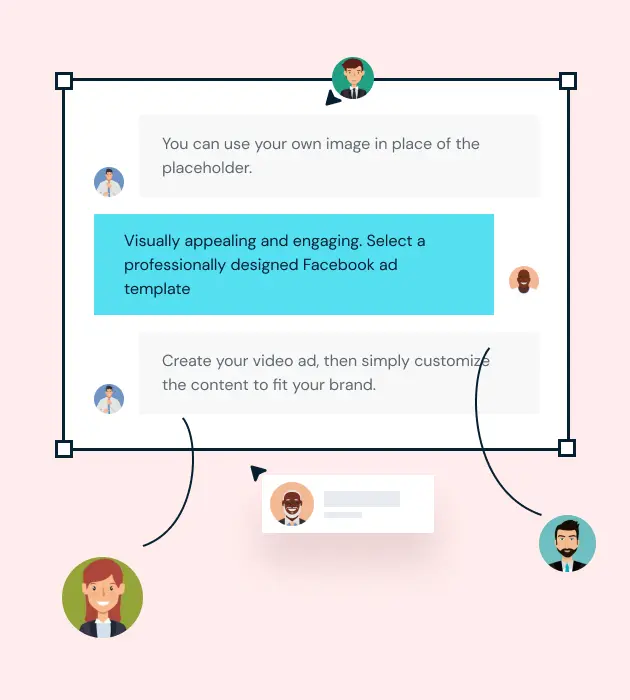 You can use your own image in place of the
placeholder.
Visually appealing and engaging. Select a
professionally designed Facebook ad
template
Create your video ad, then simply customize
the content to fit your brand.